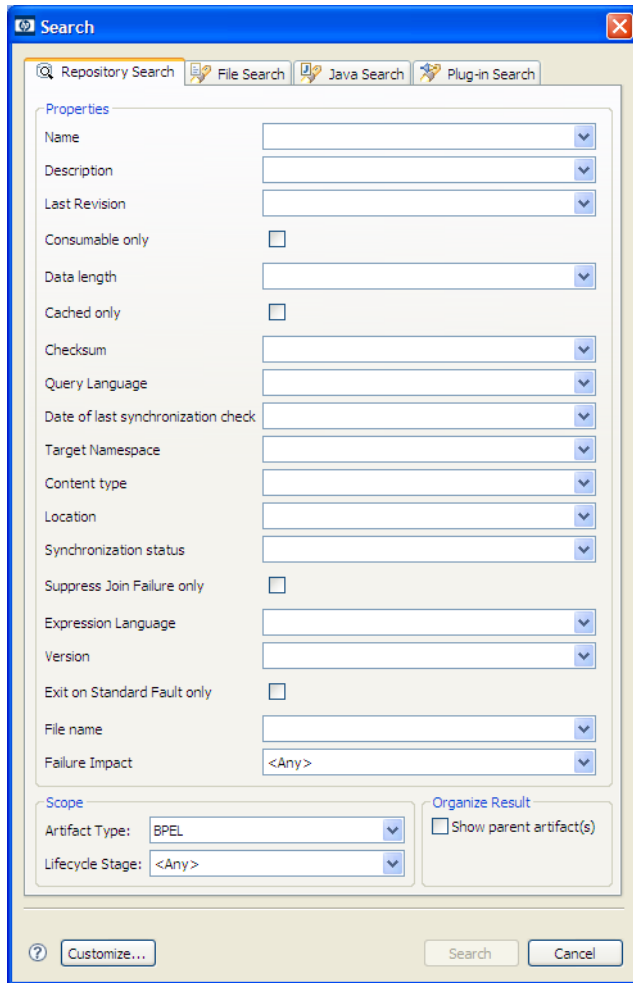 Search
Repository Search File Search Java Search Plug-in Search
Properties
Name
Description
Last Revision
Consumable only
Data length
Cached only
Checksum
Query Language
Date of last synchronization check
Target Namespace
Content type
Location
Synchronization status
Suppress Join Failure only
Expression Language
Version
Exit on Standard Fault only
File name
Failure Impact <Any>
Scope Organize Result
Artifact Type: BPEL Show parent artifact(s)
Lifecycle Stage: <Any>
? Customize... Search Cancel